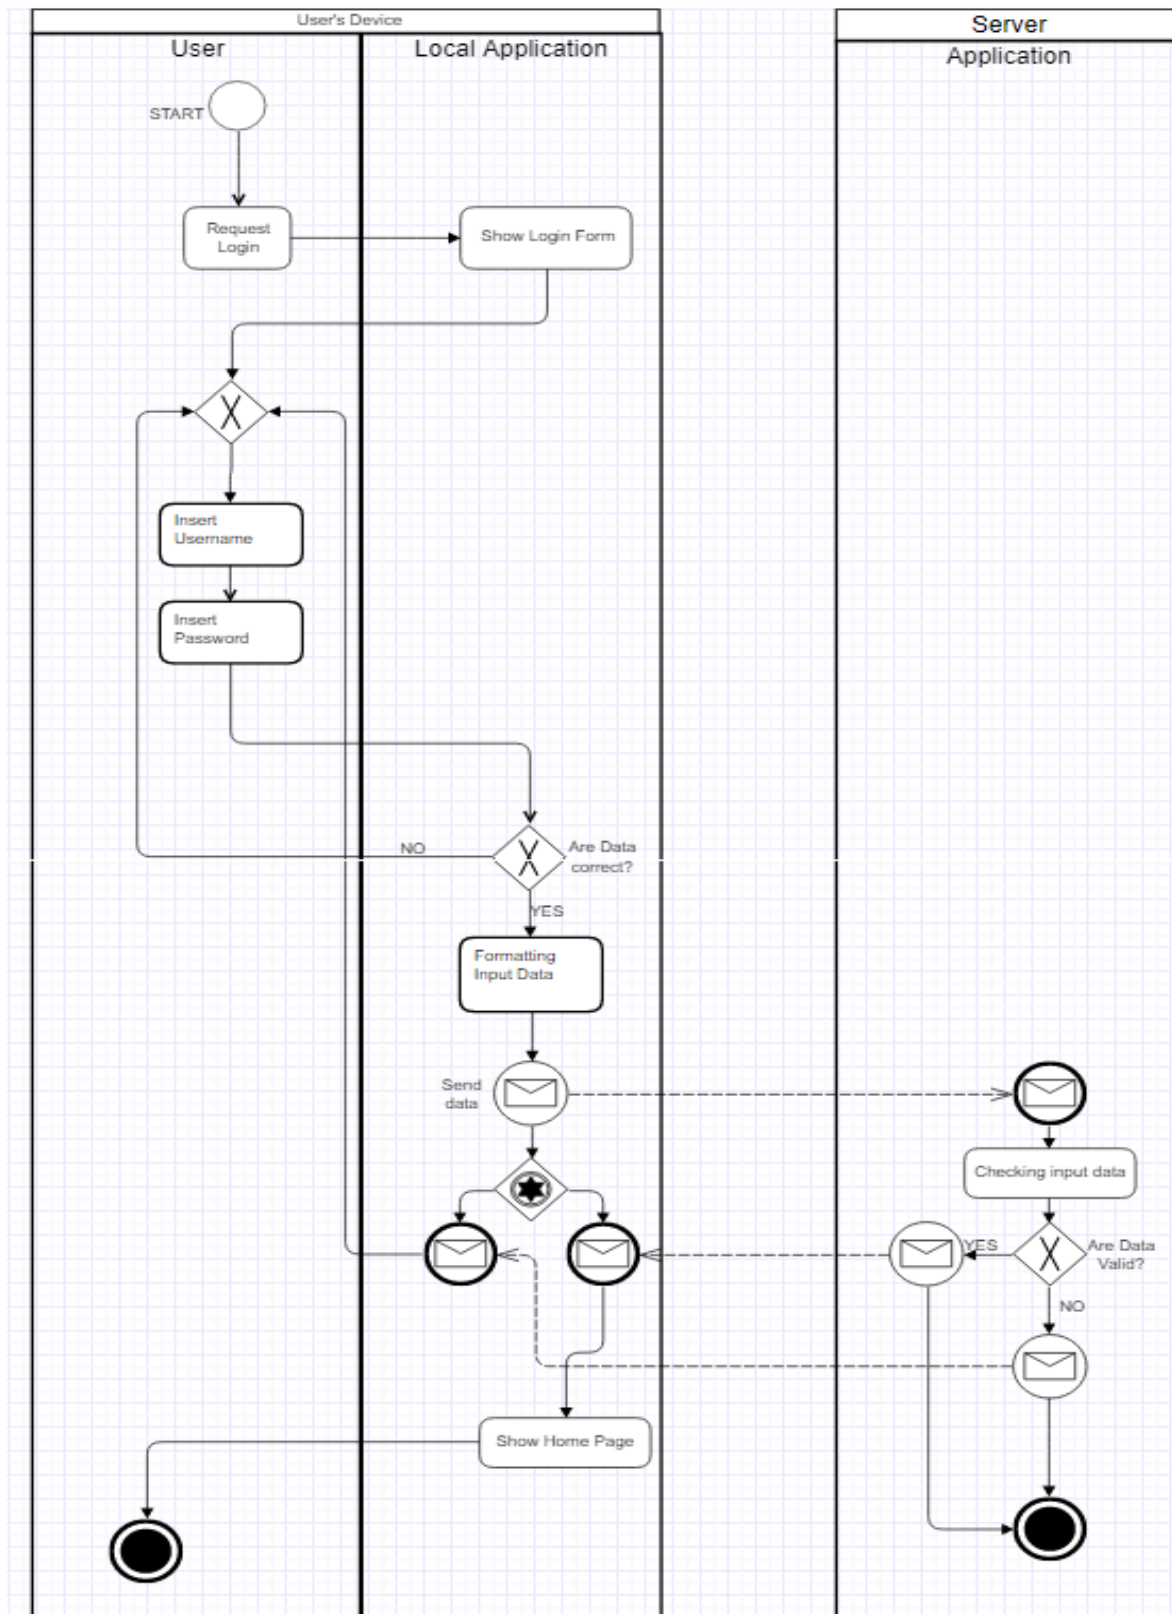 User's Device
Server
User
Local Application
Application
START
Request
Login
Show Login Form
Insert
Username
Insert
Password
NO
Are Data
correct?
YES
Formatting
Input Data
Send
data
Checking input data
YES
Are Data
Valid?
NO
Show Home Page